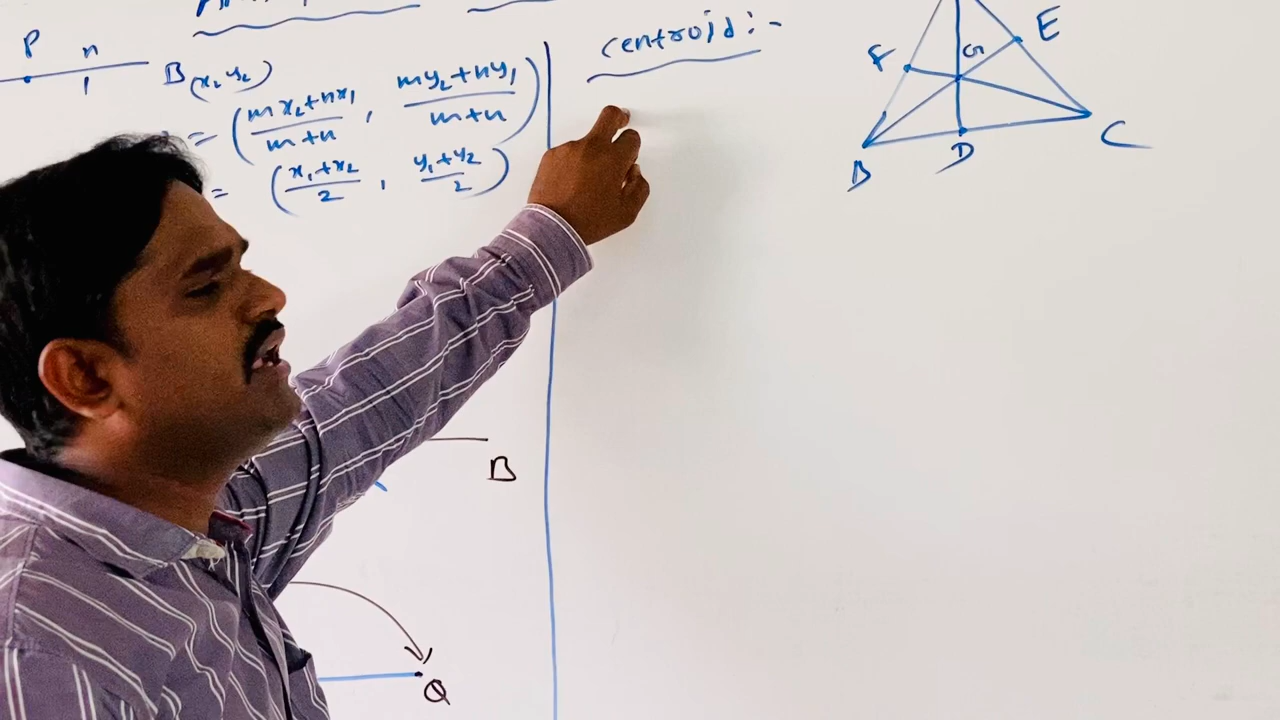 P n
1
B(x₂ y₂)
= (mx₂+nx₁/m+n , my₂+ny₁/m+n)
= (x₁+x₂/2 , y₁+y₂/2)
B
Q
centroid:-
E
F G
B D C